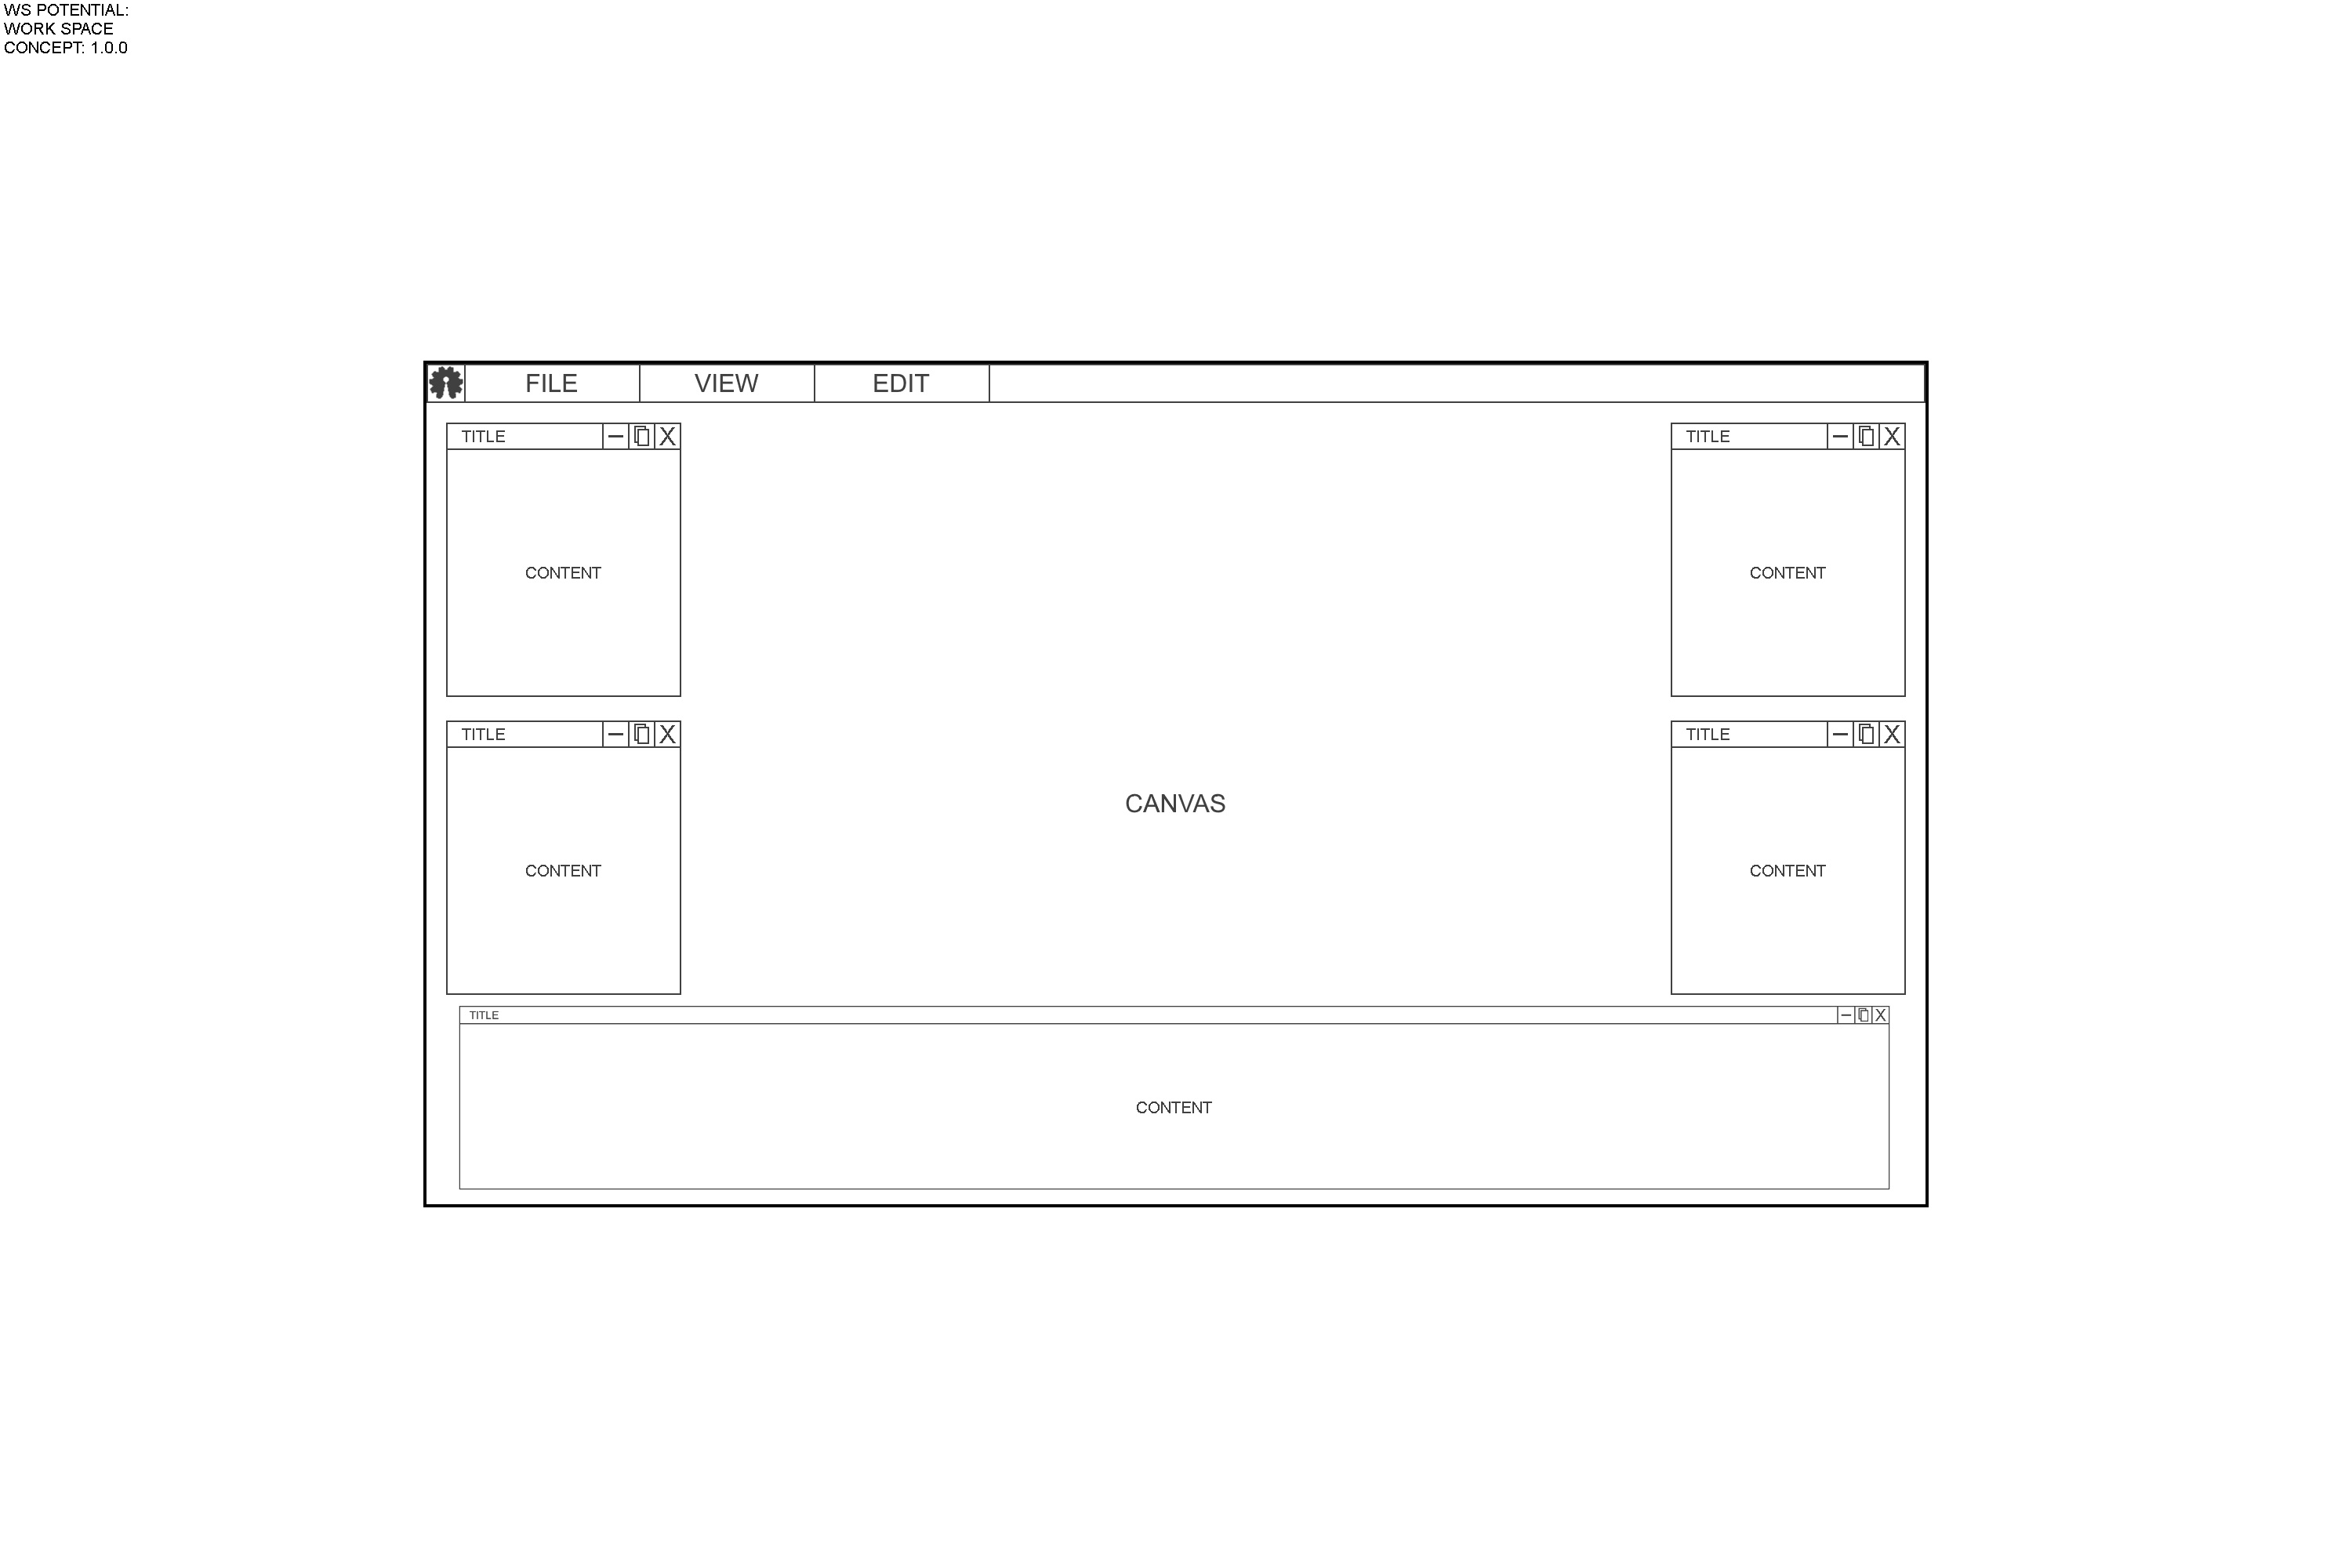 WS POTENTIAL:
WORK SPACE
CONCEPT: 1.0.0
FILE VIEW EDIT
TITLE X
TITLE X
CONTENT
CONTENT
TITLE X
TITLE X
CANVAS
CONTENT
CONTENT
TITLE X
CONTENT